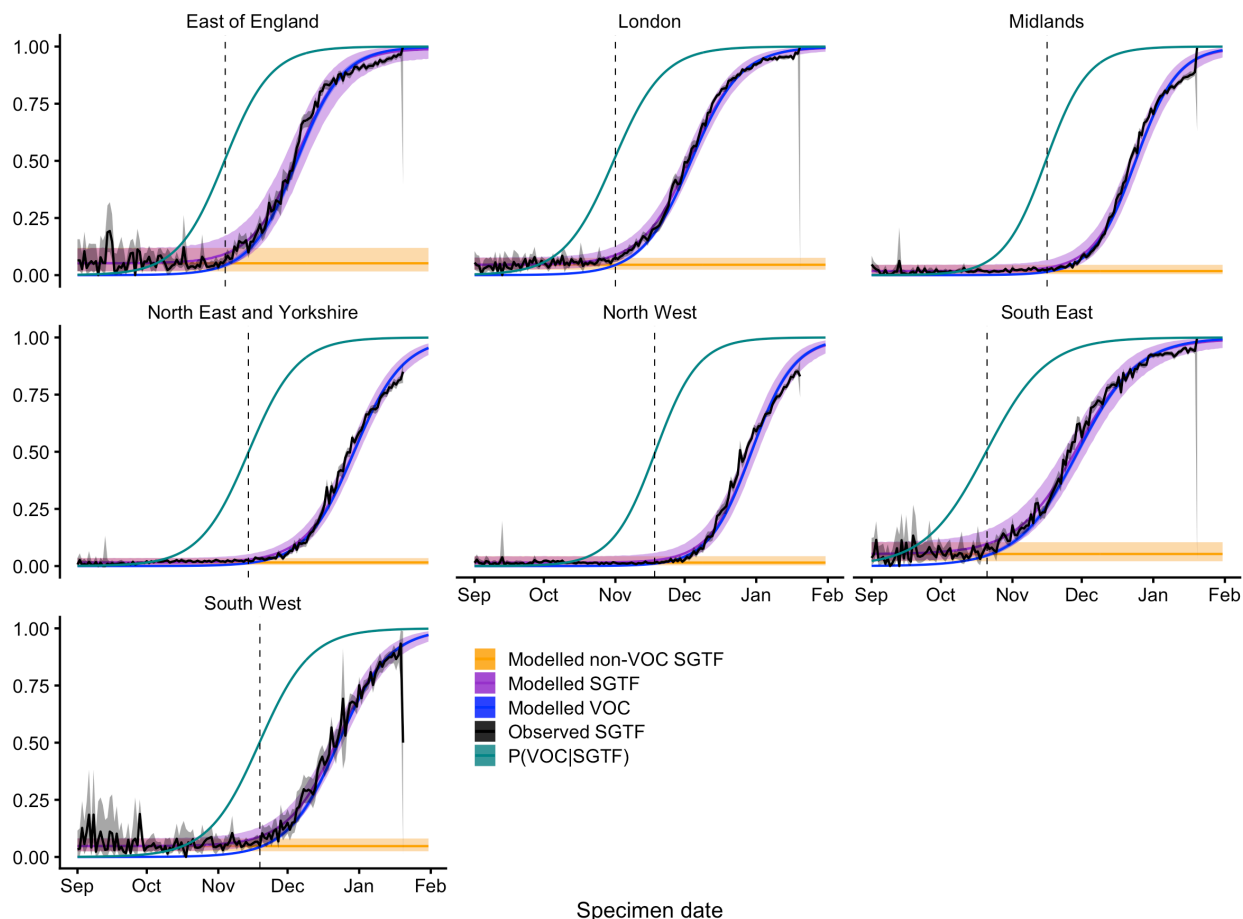 East of England
London
Midlands
1.00
0.75
0.50
0.25
0.00
North East and Yorkshire
North West
South East
1.00
0.75
0.50
0.25
0.00
Sep Oct Nov Dec Jan Feb
Sep Oct Nov Dec Jan Feb
South West
1.00
0.75
0.50
0.25
0.00
Sep Oct Nov Dec Jan Feb
Modelled non-VOC SGTF
Modelled SGTF
Modelled VOC
Observed SGTF
P(VOC|SGTF)
Specimen date